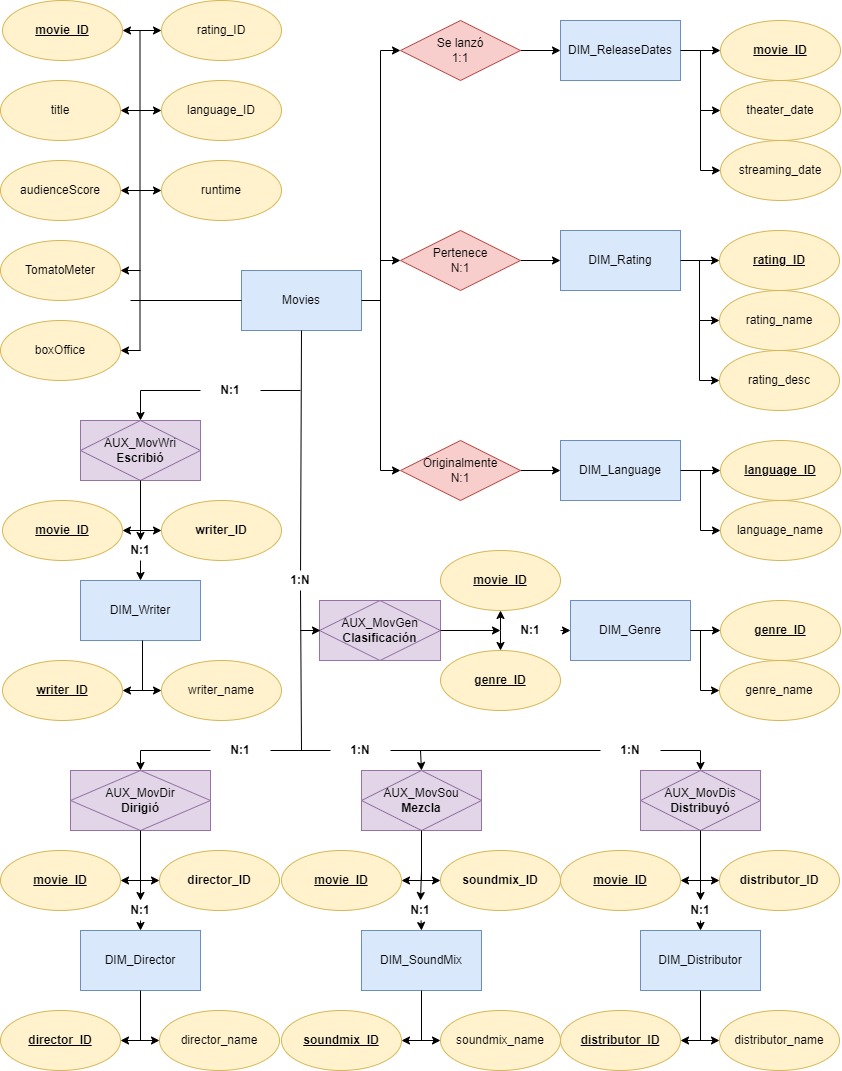 movie_ID
rating_ID
title
language_ID
audienceScore
runtime
TomatoMeter
boxOffice
Movies
Se lanzó
1:1
DIM_ReleaseDates
movie_ID
theater_date
streaming_date
Pertenece
N:1
DIM_Rating
rating_ID
rating_name
rating_desc
Originalmente
N:1
DIM_Language
language_ID
language_name
N:1
AUX_MovWri
Escribió
movie_ID
writer_ID
N:1
DIM_Writer
writer_ID
writer_name
1:N
AUX_MovGen
Clasificación
movie_ID
genre_ID
N:1
DIM_Genre
genre_ID
genre_name
N:1
1:N
1:N
AUX_MovDir
Dirigió
movie_ID
director_ID
N:1
DIM_Director
director_ID
director_name
AUX_MovSou
Mezcla
movie_ID
soundmix_ID
N:1
DIM_SoundMix
soundmix_ID
soundmix_name
AUX_MovDis
Distribuyó
movie_ID
distributor_ID
N:1
DIM_Distributor
distributor_ID
distributor_name